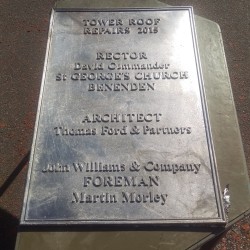 TOWER ROOF
REPAIRS 2015
RECTOR
David Commander
St GEORGE'S CHURCH
BENENDEN
ARCHITECT
Thomas Ford & Partners
John Williams & Company
FOREMAN
Martin Morley